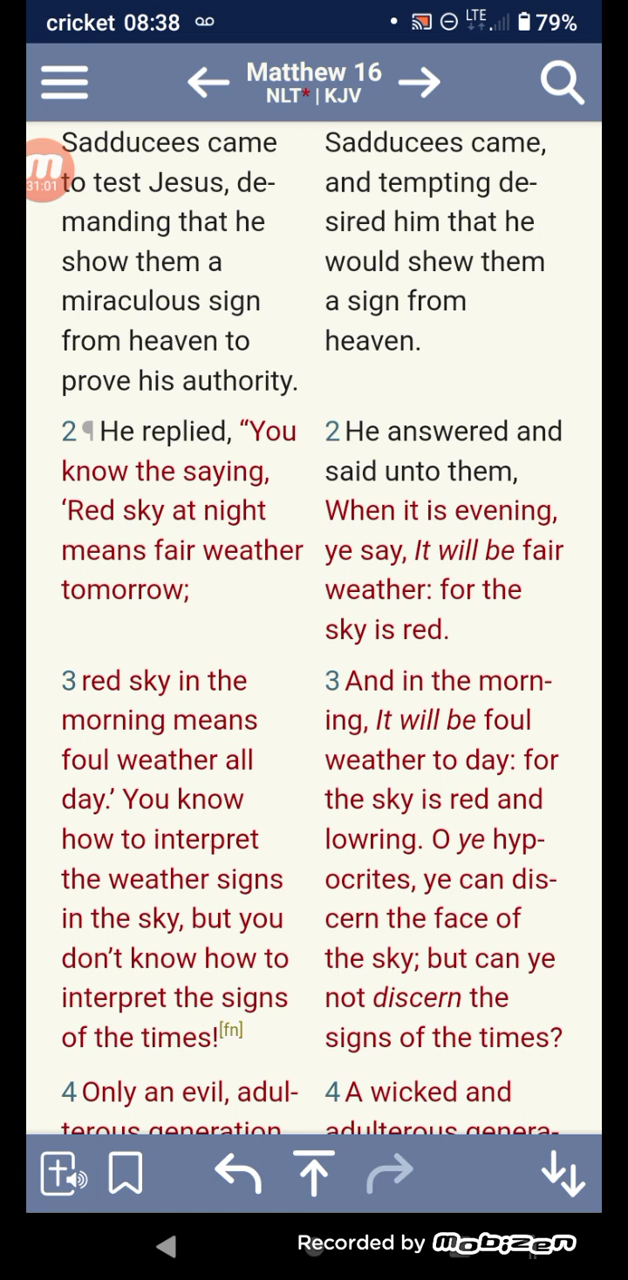 cricket 08:38
LTE
79%
Matthew 16
NLT* | KJV
m
31:01
Sadducees came
to test Jesus, de-
manding that he
show them a
miraculous sign
from heaven to
prove his authority.
2 ¶ He replied, “You
know the saying,
‘Red sky at night
means fair weather
tomorrow;
3 red sky in the
morning means
foul weather all
day.’ You know
how to interpret
the weather signs
in the sky, but you
don’t know how to
interpret the signs
of the times![fn]
4 Only an evil, adul-
terous generation
Sadducees came,
and tempting de-
sired him that he
would shew them
a sign from
heaven.
2 He answered and
said unto them,
When it is evening,
ye say, It will be fair
weather: for the
sky is red.
3 And in the morn-
ing, It will be foul
weather to day: for
the sky is red and
lowring. O ye hyp-
ocrites, ye can dis-
cern the face of
the sky; but can ye
not discern the
signs of the times?
4 A wicked and
adulterous genera-
Recorded by Mobizen